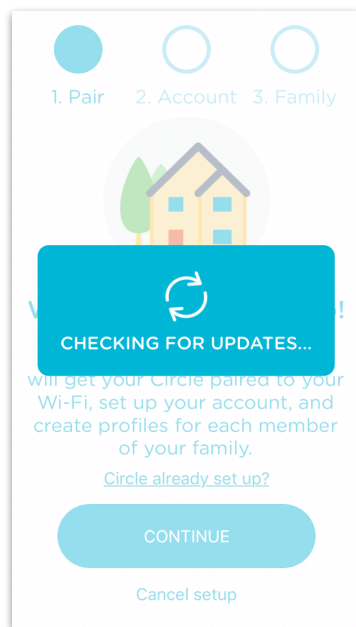 1. Pair 2. Account 3. Family
!
CHECKING FOR UPDATES...
will get your Circle paired to your
Wi-Fi, set up your account, and
create profiles for each member
of your family.
Circle already set up?
CONTINUE
Cancel setup